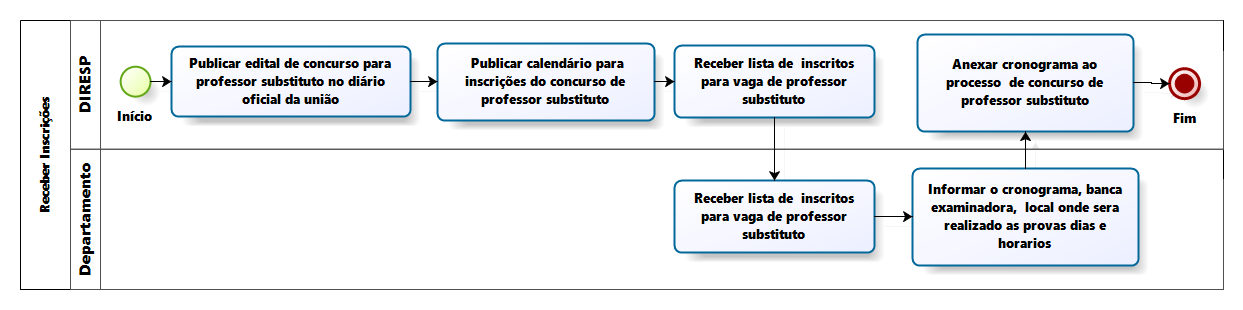 Receber Inscrições
DIRESP
Início
Publicar edital de concurso para
professor substituto no diário
oficial da união
Publicar calendário para
inscrições do concurso de
professor substituto
Receber lista de inscritos
para vaga de professor
substituto
Anexar cronograma ao
processo de concurso de
professor substituto
Fim
Departamento
Receber lista de inscritos
para vaga de professor
substituto
Informar o cronograma, banca
examinadora, local onde sera
realizado as provas dias e
horarios